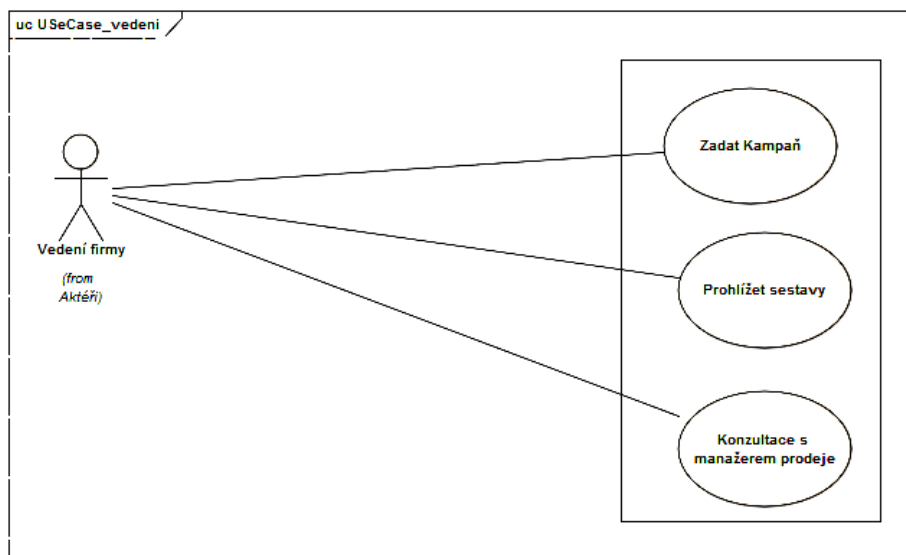 uc USeCase_vedeni
Zadat Kampaň
Vedení firmy
(from
Aktéři)
Prohlížet sestavy
Konzultace s
manažerem prodeje